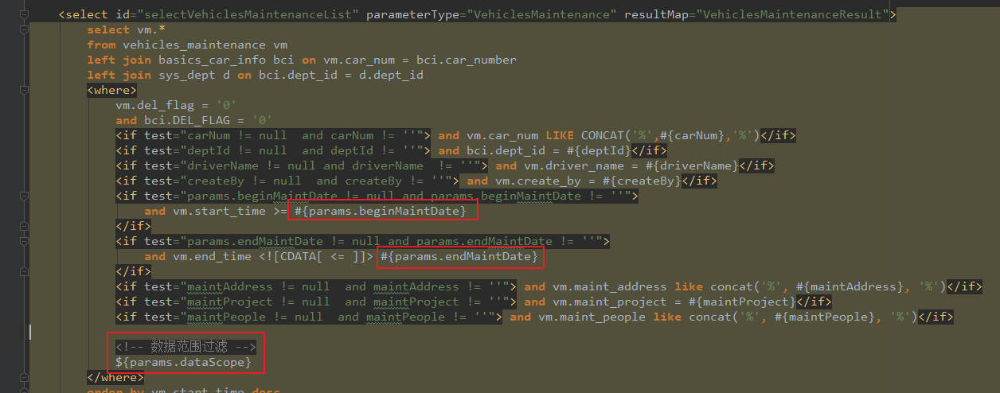 <select id="selectVehiclesMaintenanceList" parameterType="VehiclesMaintenance" resultMap="VehiclesMaintenanceResult">
select vm.*
from vehicles_maintenance vm
left join basics_car_info bci on vm.car_num = bci.car_number
left join sys_dept d on bci.dept_id = d.dept_id
<where>
vm.del_flag = '0'
and bci.DEL_FLAG = '0'
<if test="carNum != null  and carNum != ''"> and vm.car_num LIKE CONCAT('%',#{carNum},'%')</if>
<if test="deptId != null  and deptId != ''"> and bci.dept_id = #{deptId}</if>
<if test="driverName != null and driverName  != ''"> and vm.driver_name = #{driverName}</if>
<if test="createBy != null  and createBy != ''"> and vm.create_by = #{createBy}</if>
<if test="params.beginMaintDate != null and params.beginMaintDate != ''">
and vm.start_time >= #{params.beginMaintDate}
</if>
<if test="params.endMaintDate != null and params.endMaintDate != ''">
and vm.end_time <![CDATA[ <= ]]> #{params.endMaintDate}
</if>
<if test="maintAddress != null  and maintAddress != ''"> and vm.maint_address like concat('%', #{maintAddress}, '%')</if>
<if test="maintProject != null  and maintProject != ''"> and vm.maint_project = #{maintProject}</if>
<if test="maintPeople != null  and maintPeople != ''"> and vm.maint_people like concat('%', #{maintPeople}, '%')</if>
<!-- 数据范围过滤 -->
${params.dataScope}
</where>
order by vm.start_time desc